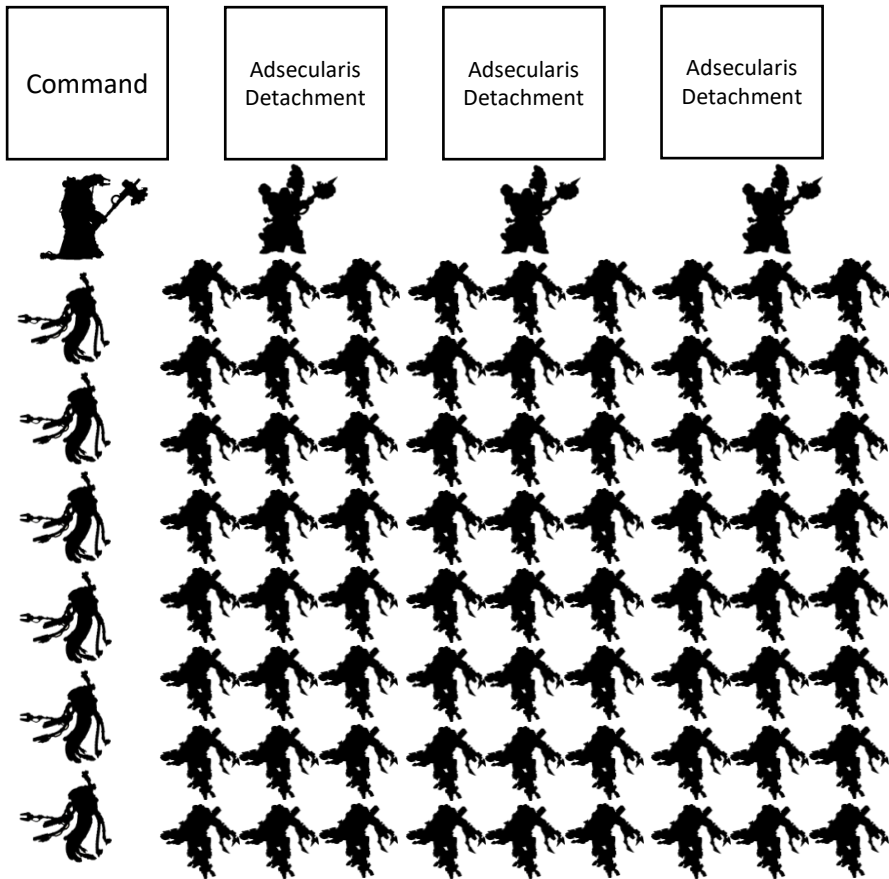 Command
Adsecularis
Detachment
Adsecularis
Detachment
Adsecularis
Detachment